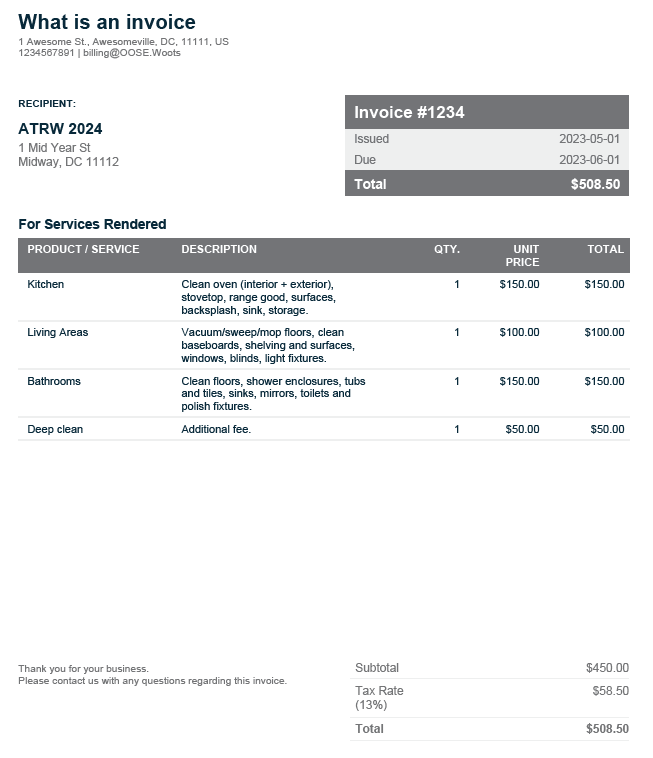 What is an invoice
1 Awesome St., Awesomeville, DC, 11111, US
1234567891 | billing@OOSE.Woots
RECIPIENT:
ATRW 2024
1 Mid Year St
Midway, DC 11112
Invoice #1234
Issued 2023-05-01
Due 2023-06-01
Total $508.50
For Services Rendered
PRODUCT / SERVICE DESCRIPTION QTY. UNIT PRICE TOTAL
Kitchen Clean oven (interior + exterior), 1 $150.00 $150.00
stovetop, range good, surfaces,
backsplash, sink, storage.
Living Areas Vacuum/sweep/mop floors, clean 1 $100.00 $100.00
baseboards, shelving and surfaces,
windows, blinds, light fixtures.
Bathrooms Clean floors, shower enclosures, tubs 1 $150.00 $150.00
and tiles, sinks, mirrors, toilets and
polish fixtures.
Deep clean Additional fee. 1 $50.00 $50.00
Thank you for your business.
Please contact us with any questions regarding this invoice.
Subtotal $450.00
Tax Rate $58.50
(13%)
Total $508.50